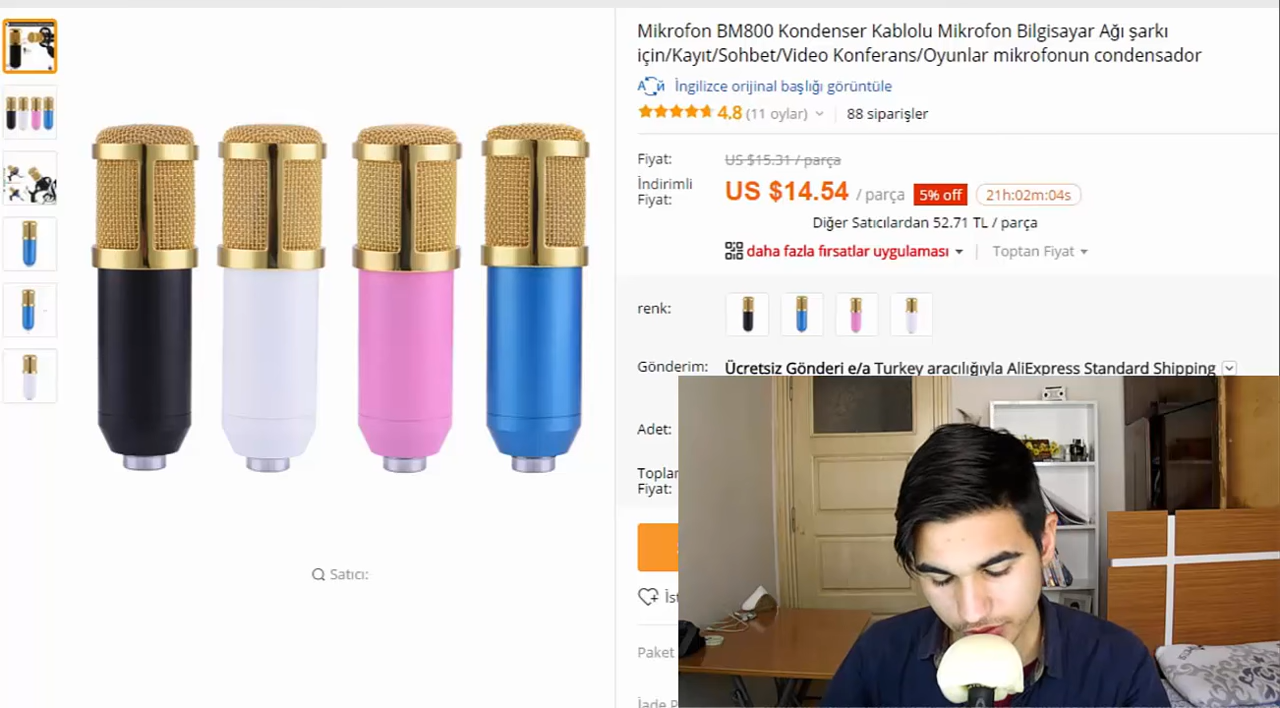 Mikrofon BM800 Kondenser Kablolu Mikrofon Bilgisayar Ağı şarkı
için/Kayıt/Sohbet/Video Konferans/Oyunlar mikrofonun condensador
İngilizce orijinal başlığı görüntüle
4.8 (11 oylar) 88 siparişler
Fiyat: US $15.31 / parça
İndirimli
Fiyat: US $14.54 / parça 5% off 21h:02m:04s
Diğer Satıcılardan 52.71 TL / parça
daha fazla fırsatlar uygulaması Toptan Fiyat
renk:
Gönderim: Ücretsiz Gönderi e/a Turkey aracılığıyla AliExpress Standard Shipping
Adet:
Toplam
Fiyat:
Satıcı:
Paket